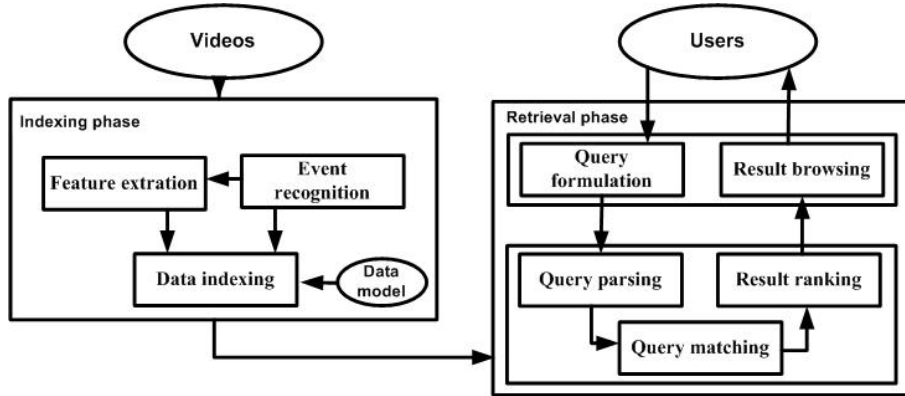 Videos
Users
Indexing phase
Feature extration
Event
recognition
Data indexing
Data
model
Retrieval phase
Query
formulation
Result browsing
Query parsing
Result ranking
Query matching